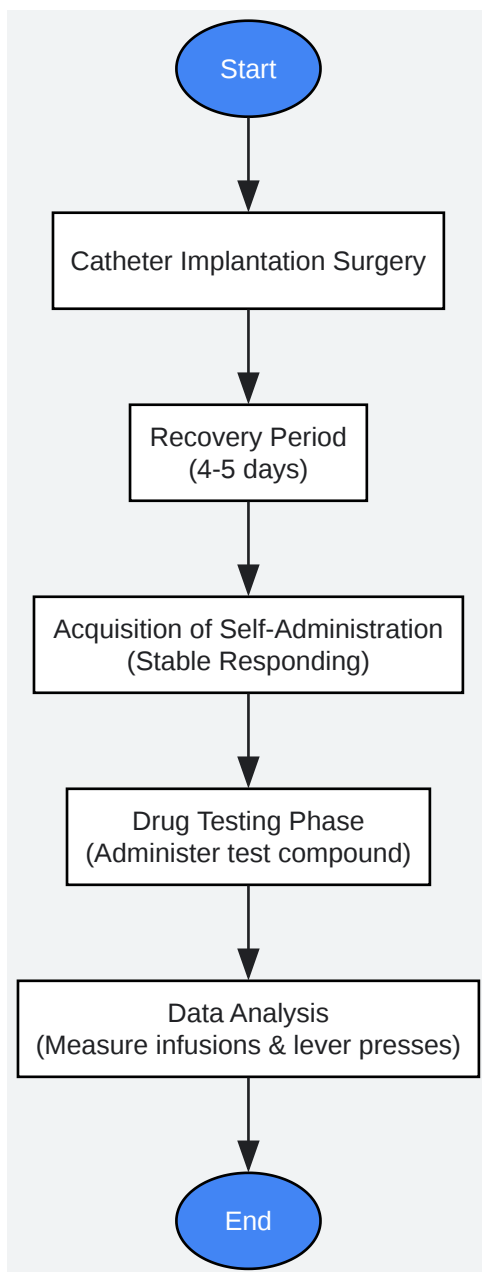 Start
Catheter Implantation Surgery
Recovery Period
(4-5 days)
Acquisition of Self-Administration
(Stable Responding)
Drug Testing Phase
(Administer test compound)
Data Analysis
(Measure infusions & lever presses)
End